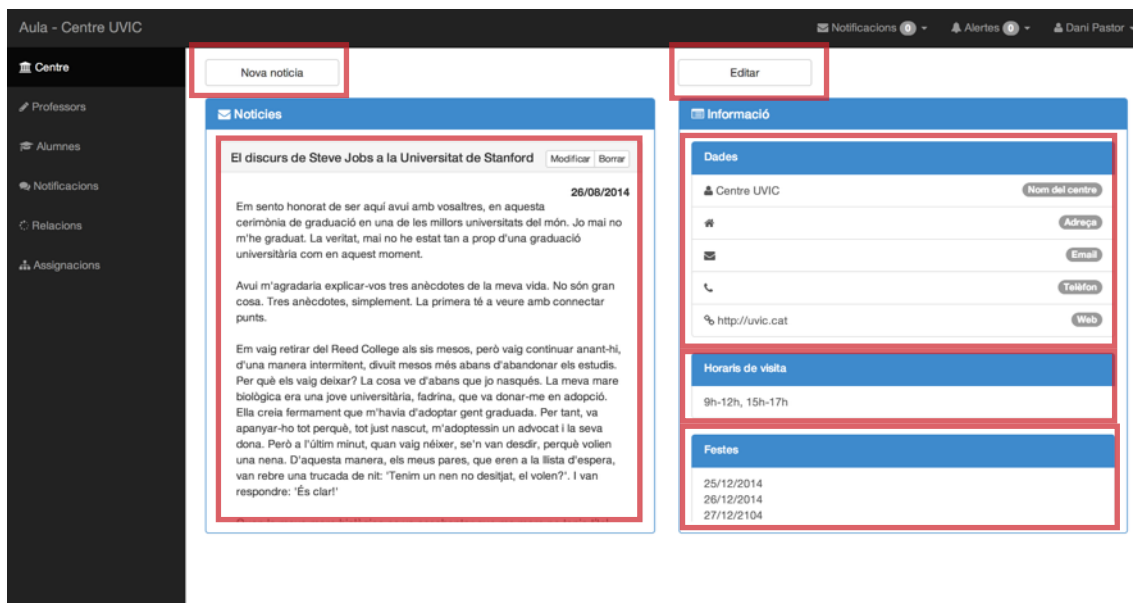 Aula - Centre UVIC
Notificacions 0
Alertes 0
Dani Pastor
Centre
Professors
Alumnes
Notificacions
Relacions
Assignacions
Nova notícia
Notícies
El discurs de Steve Jobs a la Universitat de Stanford
Modificar Borrar
26/08/2014
Em sento honorat de ser aquí avui amb vosaltres, en aquesta
cerimònia de graduació en una de les millors universitats del món. Jo mai no
m'he graduat. La veritat, mai no he estat tan a prop d'una graduació
universitària com en aquest moment.
Avui m'agradaria explicar-vos tres anècdotes de la meva vida. No són gran
cosa. Tres anècdotes, simplement. La primera té a veure amb connectar
punts.
Em vaig retirar del Reed College als sis mesos, però vaig continuar anant-hi,
d'una manera intermitent, divuit mesos més abans d'abandonar els estudis.
Per què els vaig deixar? La cosa ve d'abans que jo nasqués. La meva mare
biològica era una jove universitària, fadrina, que va donar-me en adopció.
Ella creia fermament que m'havia d'adoptar gent graduada. Per tant, va
apanyar-ho tot perquè, tot just nascut, m'adoptessin un advocat i la seva
dona. Però a l'últim minut, quan vaig néixer, se'n van desdir, perquè volien
una nena. D'aquesta manera, els meus pares, que eren a la llista d'espera,
van rebre una trucada de nit: 'Tenim un nen no desitjat, el volen?'. I van
respondre: 'És clar!'
Editar
Informació
Dades
Centre UVIC Nom del centre
Adreça
Email
Telèfon
http://uvic.cat Web
Horaris de visita
9h-12h, 15h-17h
Festes
25/12/2014
26/12/2014
27/12/2104